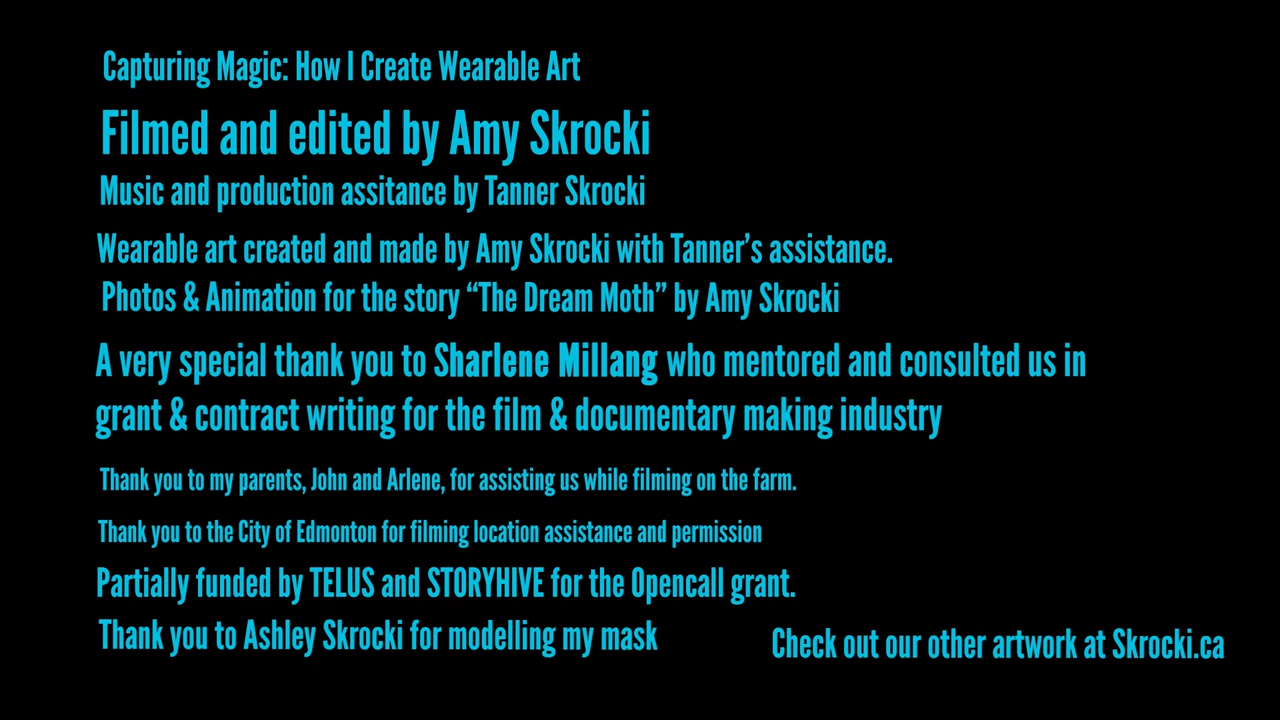 Capturing Magic: How I Create Wearable Art
Filmed and edited by Amy Skrocki
Music and production assitance by Tanner Skrocki
Wearable art created and made by Amy Skrocki with Tanner’s assistance.
Photos & Animation for the story “The Dream Moth” by Amy Skrocki
A very special thank you to Sharlene Millang who mentored and consulted us in
grant & contract writing for the film & documentary making industry
Thank you to my parents, John and Arlene, for assisting us while filming on the farm.
Thank you to the City of Edmonton for filming location assistance and permission
Partially funded by TELUS and STORYHIVE for the Opencall grant.
Thank you to Ashley Skrocki for modelling my mask
Check out our other artwork at Skrocki.ca